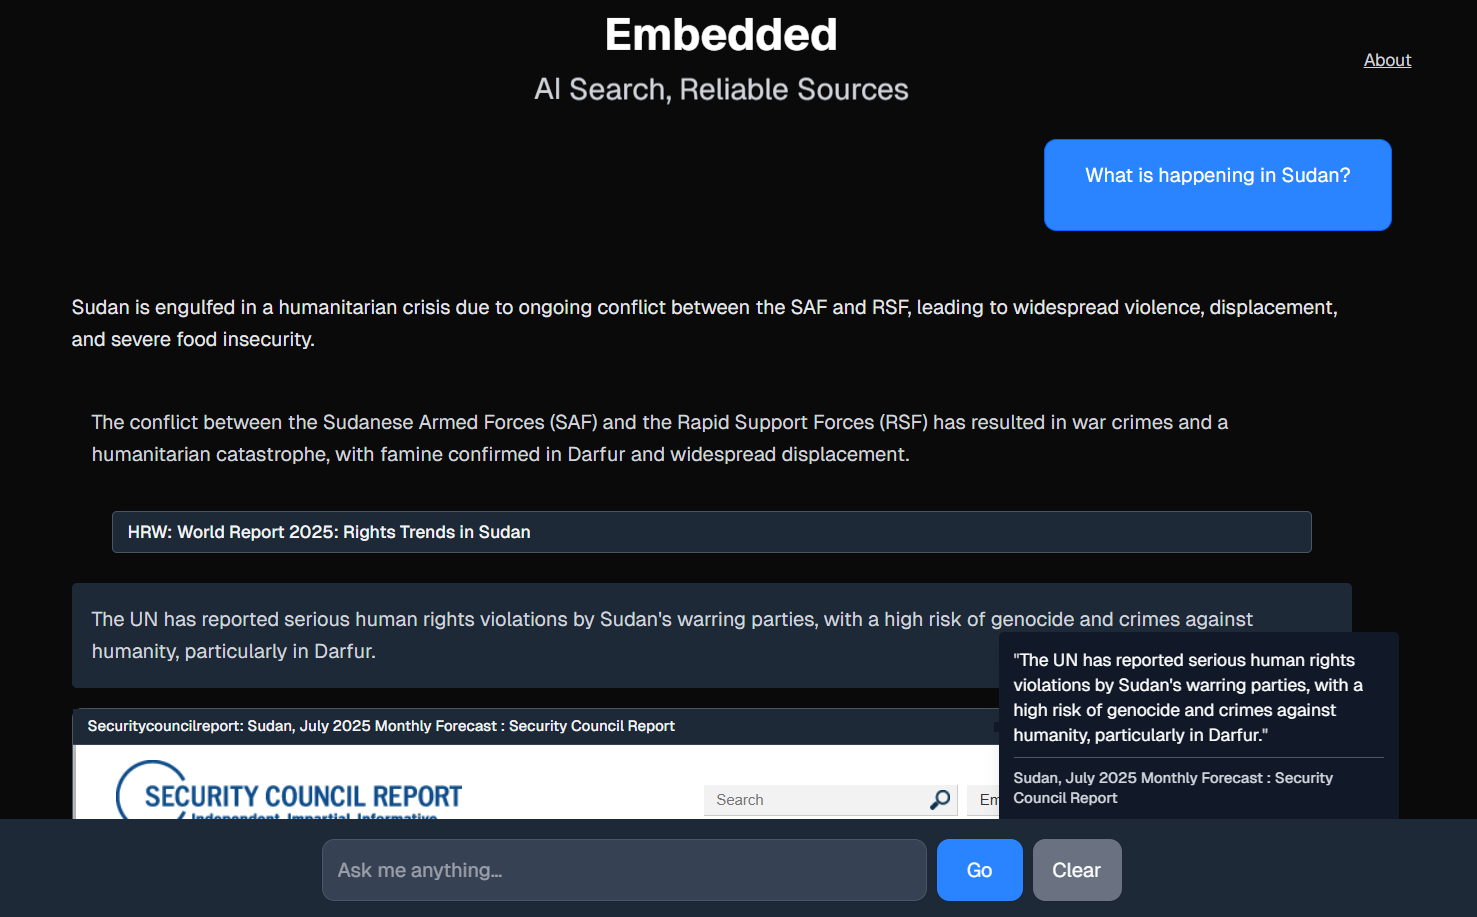 Embedded
AI Search, Reliable Sources
About
What is happening in Sudan?
Sudan is engulfed in a humanitarian crisis due to ongoing conflict between the SAF and RSF, leading to widespread violence, displacement,
and severe food insecurity.
The conflict between the Sudanese Armed Forces (SAF) and the Rapid Support Forces (RSF) has resulted in war crimes and a
humanitarian catastrophe, with famine confirmed in Darfur and widespread displacement.
HRW: World Report 2025: Rights Trends in Sudan
The UN has reported serious human rights violations by Sudan's warring parties, with a high risk of genocide and crimes against
humanity, particularly in Darfur.
"The UN has reported serious human rights
violations by Sudan's warring parties, with a
high risk of genocide and crimes against
humanity, particularly in Darfur."
Sudan, July 2025 Monthly Forecast : Security
Council Report
Securitycouncilreport: Sudan, July 2025 Monthly Forecast : Security Council Report
SECURITY COUNCIL REPORT
Independent. Impartial. Informative
Search
Em
Ask me anything...
Go
Clear